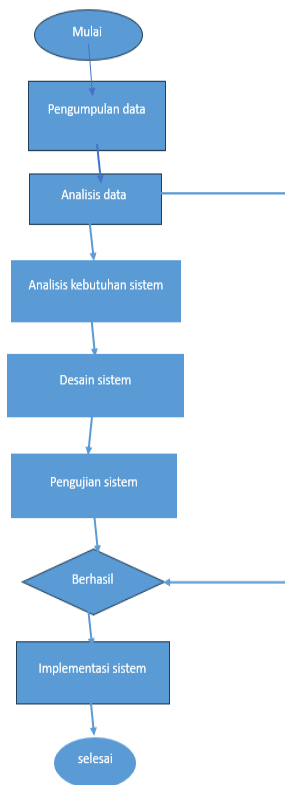 Mulai
Pengumpulan data
Analisis data
Analisis kebutuhan sistem
Desain sistem
Pengujian sistem
Berhasil
Implementasi sistem
selesai